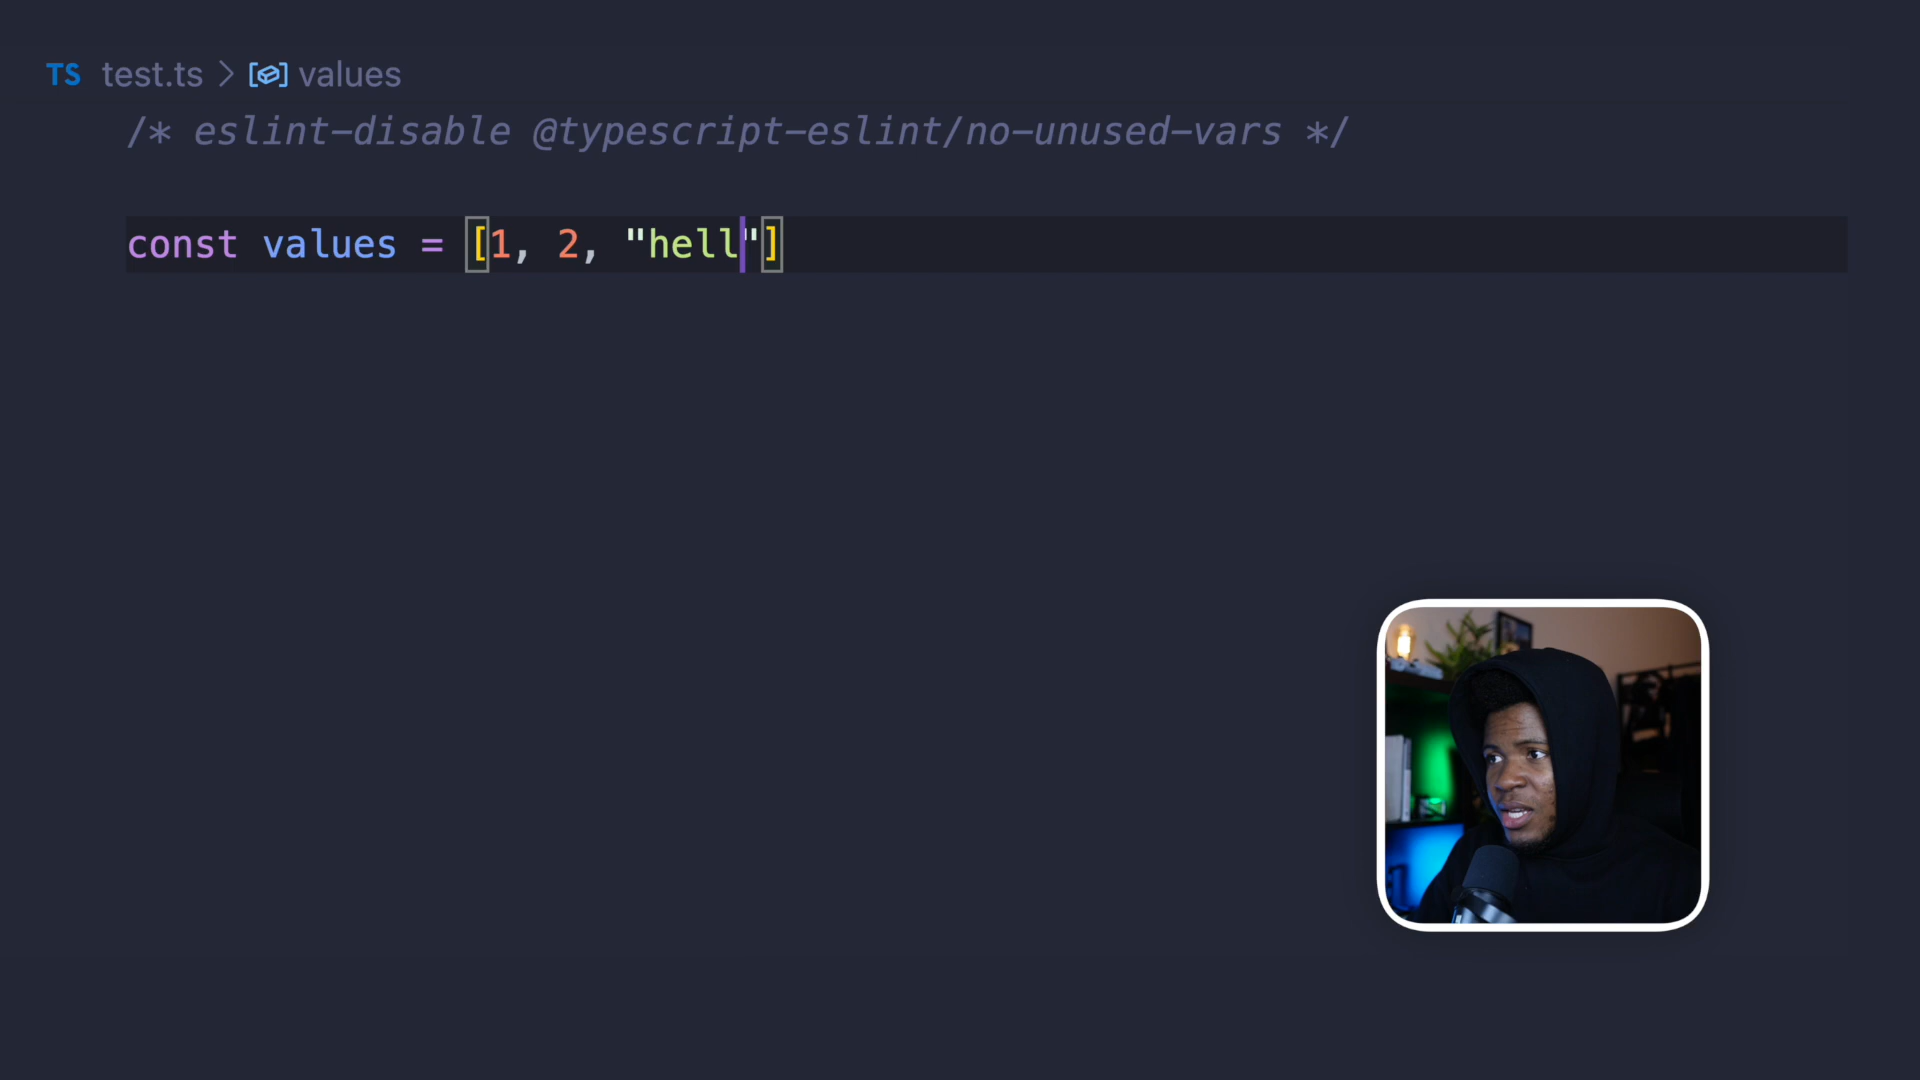 TS test.ts > values
/* eslint-disable @typescript-eslint/no-unused-vars */
const values = [1, 2, "hell"]